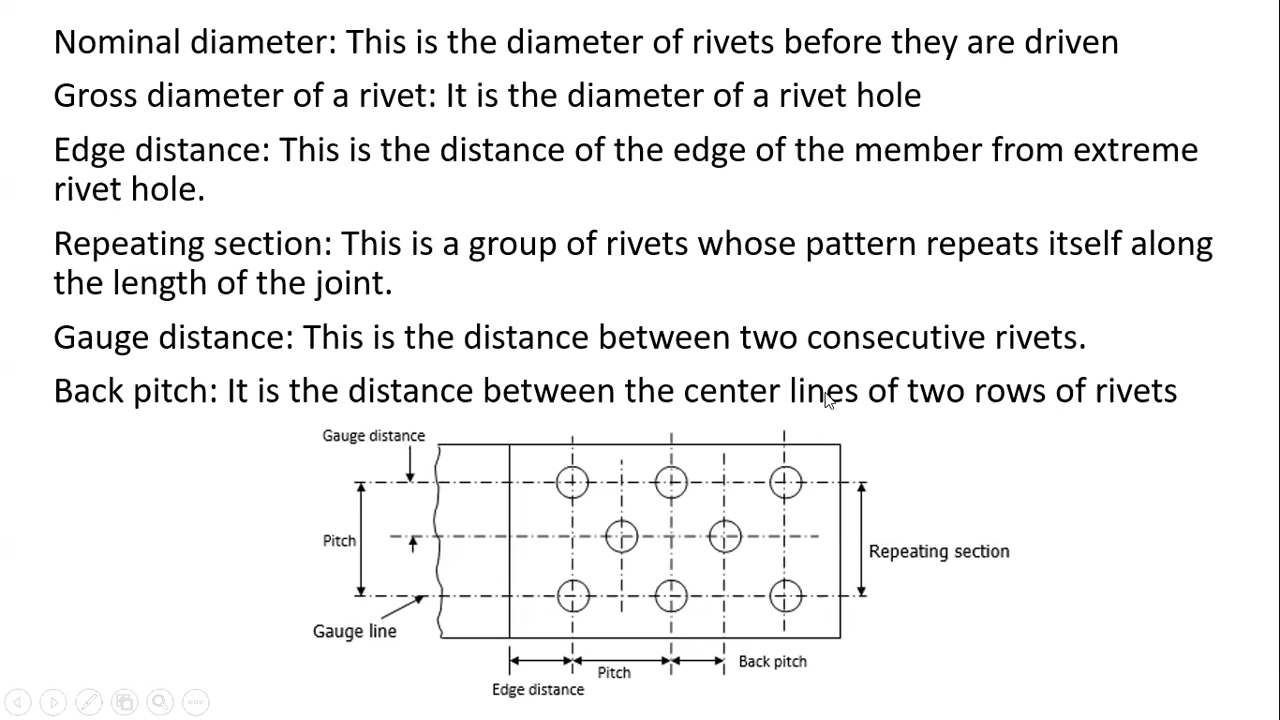 Nominal diameter: This is the diameter of rivets before they are driven
Gross diameter of a rivet: It is the diameter of a rivet hole
Edge distance: This is the distance of the edge of the member from extreme
rivet hole.
Repeating section: This is a group of rivets whose pattern repeats itself along
the length of the joint.
Gauge distance: This is the distance between two consecutive rivets.
Back pitch: It is the distance between the center lines of two rows of rivets
Gauge distance
Pitch
Repeating section
Gauge line
Back pitch
Pitch
Edge distance